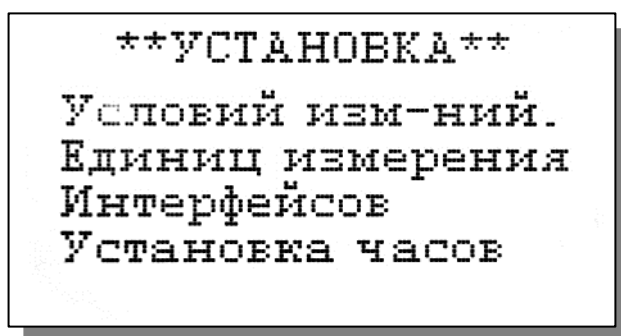 **УСТАНОВКА**
Условий изм-ний.
Единиц измерения
Интерфейсов
Установка часов